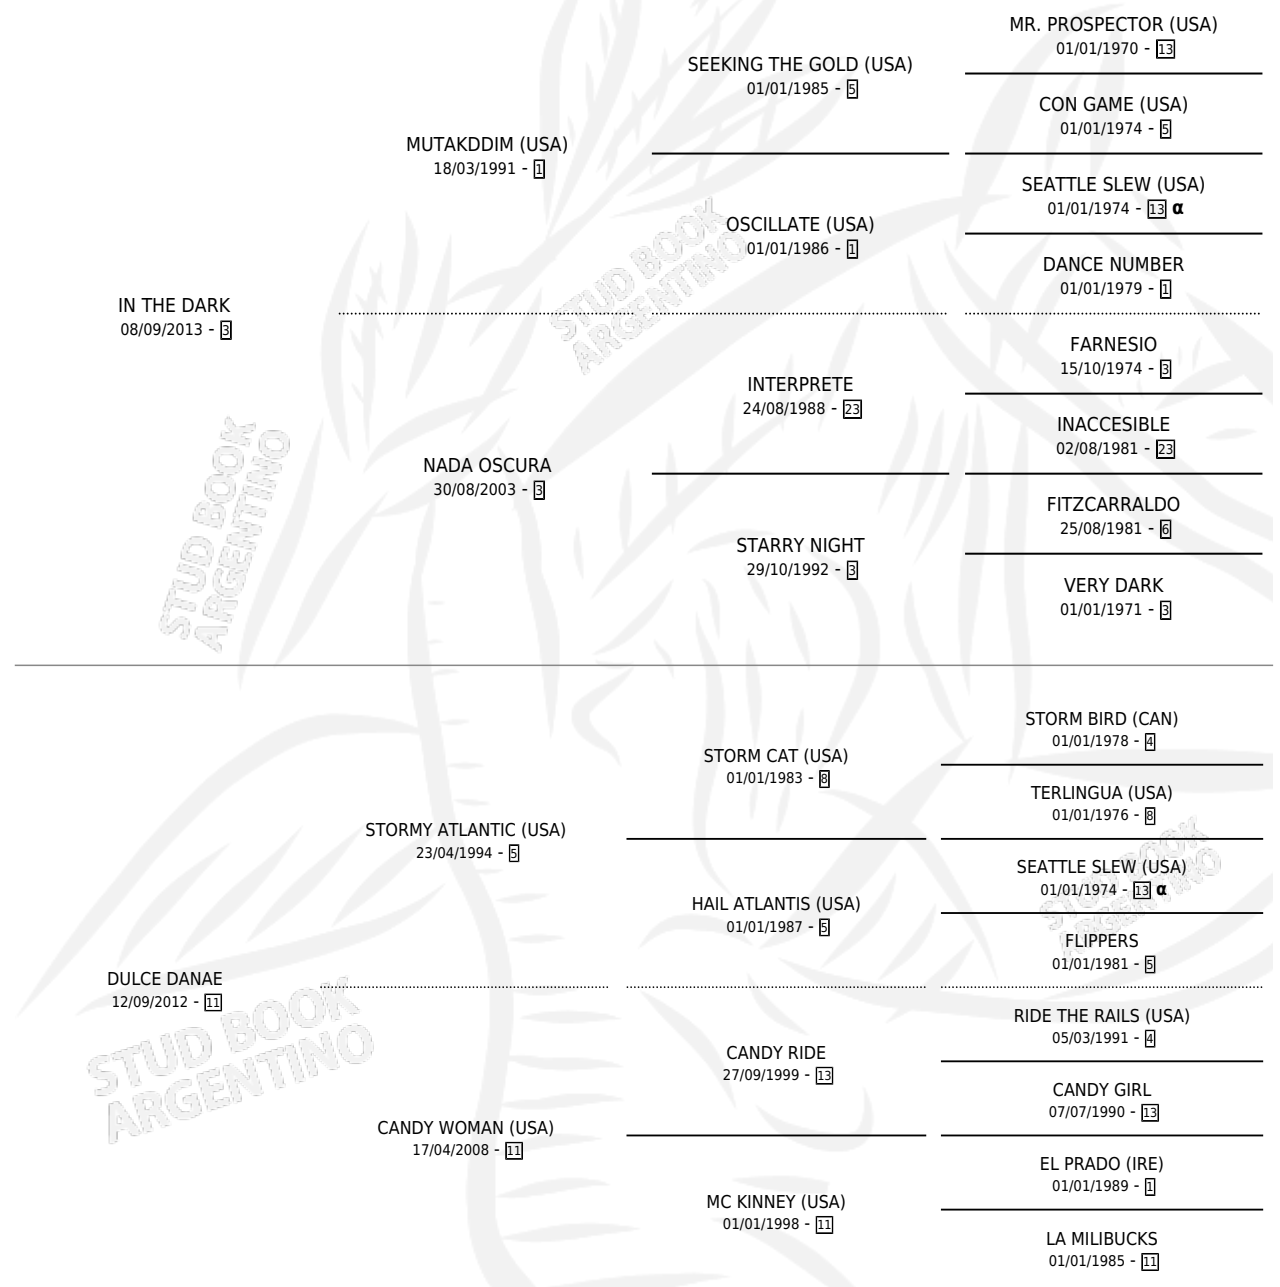 MR. PROSPECTOR (USA)
01/01/1970 - 13
SEEKING THE GOLD (USA)
01/01/1985 - 5
CON GAME (USA)
01/01/1974 - 5
MUTAKDDIM (USA)
18/03/1991 - 1
SEATTLE SLEW (USA)
01/01/1974 - 13 α
OSCILLATE (USA)
01/01/1986 - 1
DANCE NUMBER
01/01/1979 - 1
IN THE DARK
08/09/2013 - 3
FARNESIO
15/10/1974 - 3
INTERPRETE
24/08/1988 - 23
INACCESIBLE
02/08/1981 - 23
NADA OSCURA
30/08/2003 - 3
FITZCARRALDO
25/08/1981 - 6
STARRY NIGHT
29/10/1992 - 3
VERY DARK
01/01/1971 - 3
STUD BOOK
ARGENTINO
STUD BOOK
ARGENTINO
STORM BIRD (CAN)
01/01/1978 - 4
STORM CAT (USA)
01/01/1983 - 8
TERLINGUA (USA)
01/01/1976 - 8
STORMY ATLANTIC (USA)
23/04/1994 - 5
SEATTLE SLEW (USA)
01/01/1974 - 13 α
HAIL ATLANTIS (USA)
01/01/1987 - 5
FLIPPERS
01/01/1981 - 5
DULCE DANAE
12/09/2012 - 11
RIDE THE RAILS (USA)
05/03/1991 - 4
CANDY RIDE
27/09/1999 - 13
CANDY GIRL
07/07/1990 - 13
CANDY WOMAN (USA)
17/04/2008 - 11
EL PRADO (IRE)
01/01/1989 - 1
MC KINNEY (USA)
01/01/1998 - 11
LA MILIBUCKS
01/01/1985 - 11
STUD BOOK
ARGENTINO
STUD BOOK
ARGENTINO